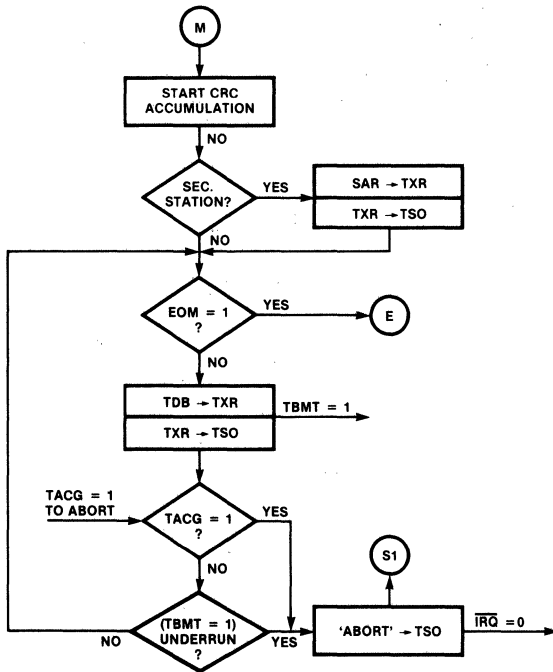 M
START CRC
ACCUMULATION
NO
SEC.
STATION?
YES
SAR → TXR
TXR → TSO
NO
EOM = 1
?
YES
E
NO
TDB → TXR
TXR → TSO
TBMT = 1
TACG = 1
TO ABORT
TACG = 1
?
YES
S1
NO
(TBMT = 1)
UNDERRUN
?
NO
YES
'ABORT' → TSO
I̅R̅Q̅ = 0